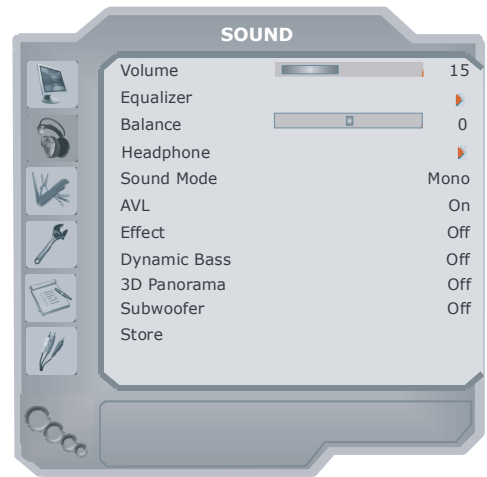 SOUND
Volume 15
Equalizer
Balance 0
Headphone
Sound Mode Mono
AVL On
Effect Off
Dynamic Bass Off
3D Panorama Off
Subwoofer Off
Store